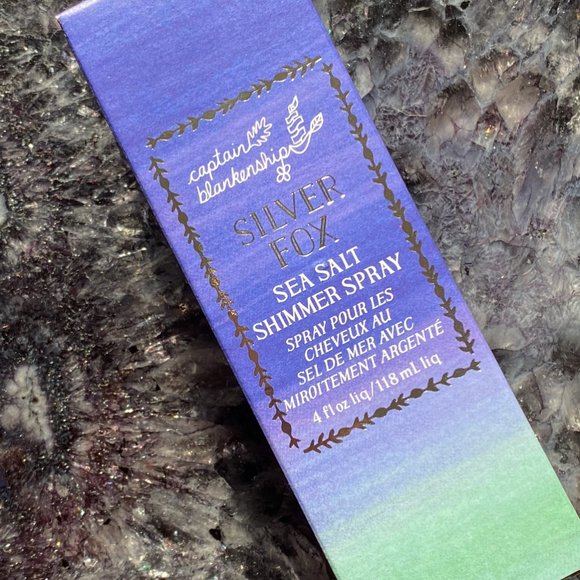 captain
blankenship
SILVER
FOX
SEA SALT
SHIMMER SPRAY
SPRAY POUR LES
CHEVEUX AU
SEL DE MER AVEC
MIROITEMENT ARGENTÉ
4 fl oz liq/118 mL liq